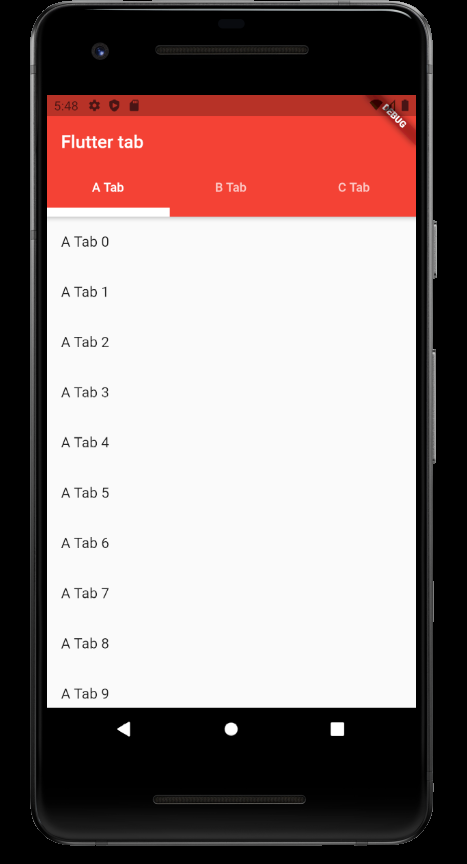 5:48
DEBUG
Flutter tab
A Tab B Tab C Tab
A Tab 0
A Tab 1
A Tab 2
A Tab 3
A Tab 4
A Tab 5
A Tab 6
A Tab 7
A Tab 8
A Tab 9